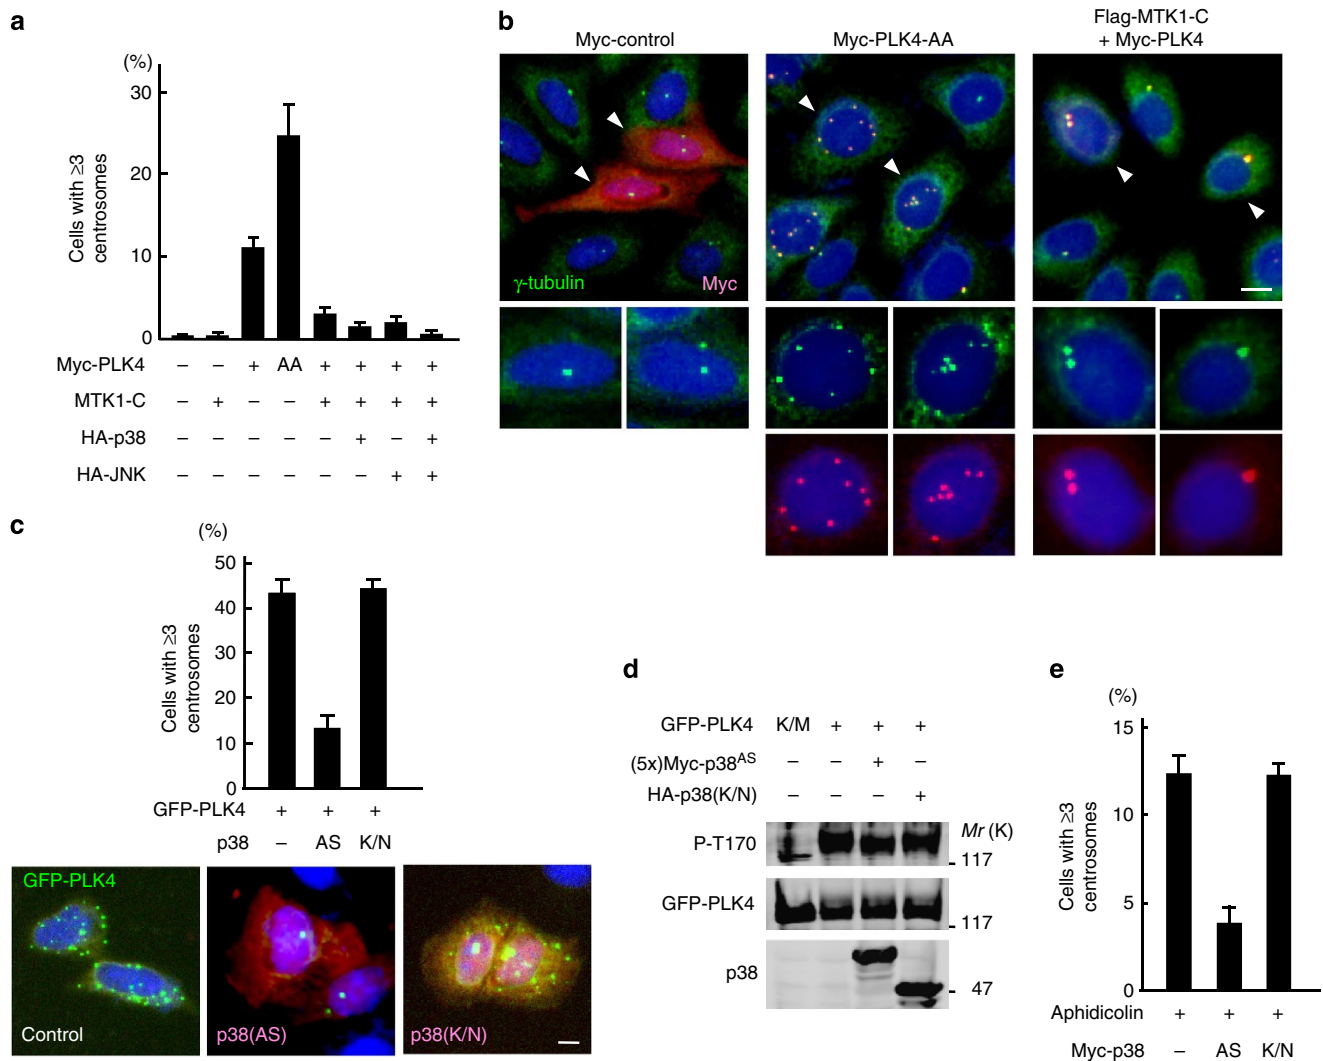 a
(%)
30
20
10
0
Cells with ≥3
centrosomes
Myc-PLK4 – – + AA + + + +
MTK1-C – + – – + + + +
HA-p38 – – – – – + – +
HA-JNK – – – – – – + +
b
Myc-control
Myc-PLK4-AA
Flag-MTK1-C
+ Myc-PLK4
γ-tubulin
Myc
c
(%)
50
40
30
20
10
0
Cells with ≥3
centrosomes
GFP-PLK4 + + +
p38 – AS K/N
GFP-PLK4
Control
p38(AS)
p38(K/N)
d
GFP-PLK4 K/M + + +
(5x)Myc-p38AS – – + –
HA-p38(K/N) – – – +
Mr (K)
P-T170
117
GFP-PLK4
117
p38
47
e
(%)
15
10
5
0
Cells with ≥3
centrosomes
Aphidicolin + + +
Myc-p38 – AS K/N